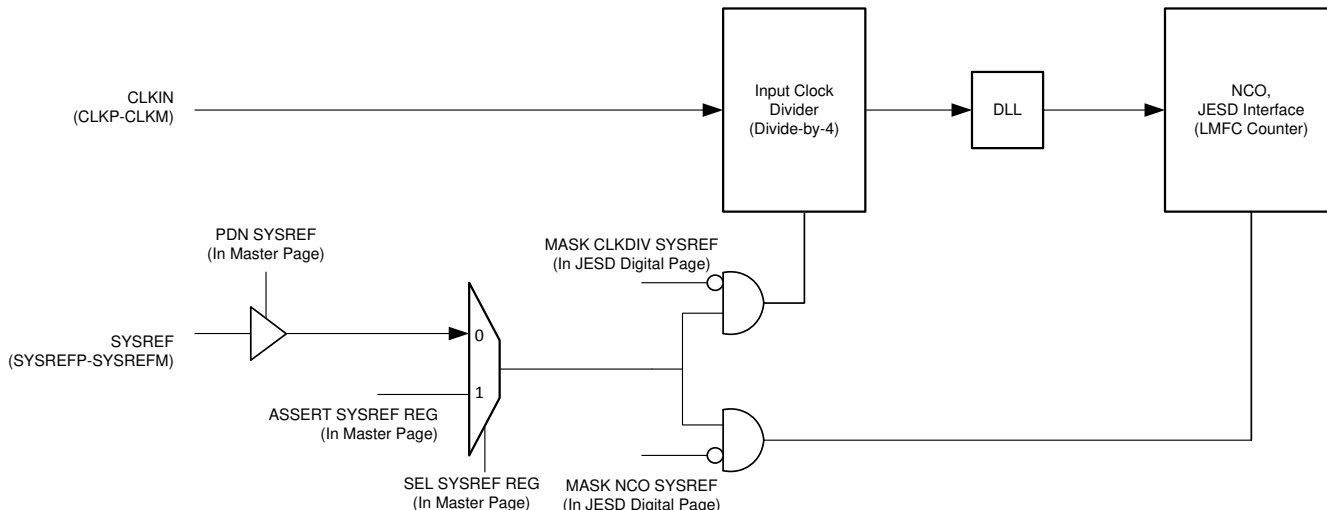 CLKIN
(CLKP-CLKM)
Input Clock
Divider
(Divide-by-4)
DLL
NCO,
JESD Interface
(LMFC Counter)
PDN SYSREF
(In Master Page)
MASK CLKDIV SYSREF
(In JESD Digital Page)
SYSREF
(SYSREFP-SYSREFM)
0
1
ASSERT SYSREF REG
(In Master Page)
SEL SYSREF REG
(In Master Page)
MASK NCO SYSREF
(In JESD Digital Page)